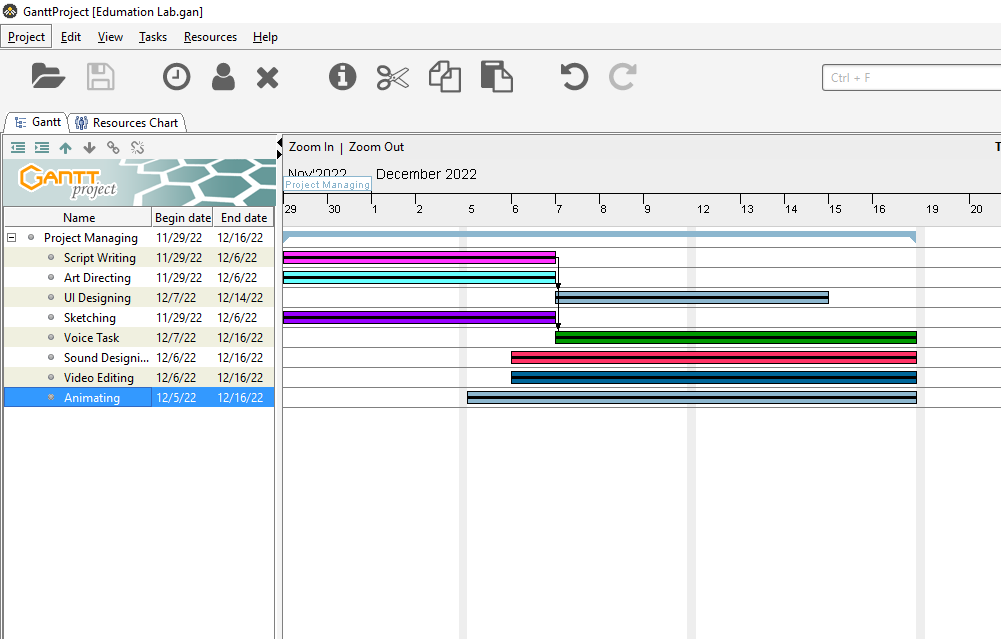 GanttProject [Edumation Lab.gan]
Project Edit View Tasks Resources Help
Ctrl + F
Gantt Resources Chart
Zoom In | Zoom Out T
GANTT project
Nov'2022 December 2022
Project Managing
29 30 1 2 5 6 7 8 9 12 13 14 15 16 19 20
Name Begin date End date
Project Managing 11/29/22 12/16/22
Script Writing 11/29/22 12/6/22
Art Directing 11/29/22 12/6/22
UI Designing 12/7/22 12/14/22
Sketching 11/29/22 12/6/22
Voice Task 12/7/22 12/16/22
Sound Designi... 12/6/22 12/16/22
Video Editing 12/6/22 12/16/22
Animating 12/5/22 12/16/22